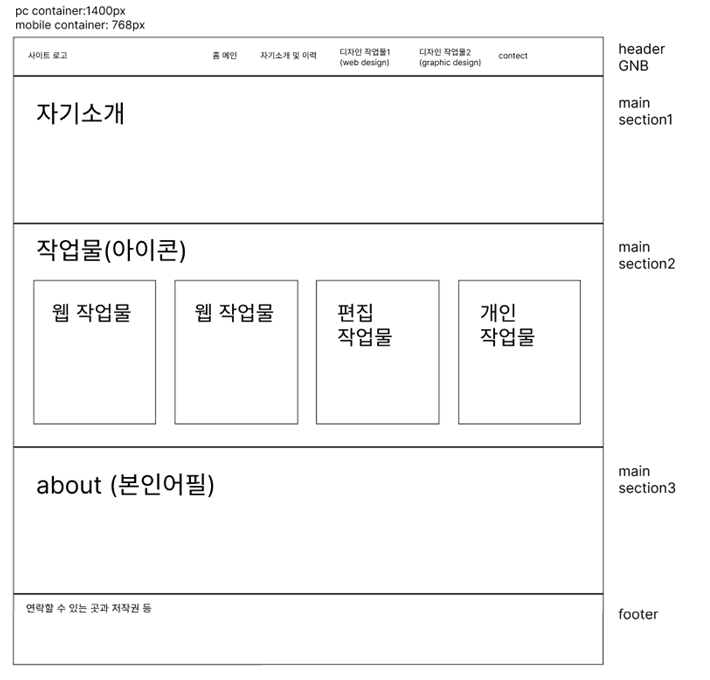 pc container:1400px
mobile container: 768px
사이트 로고
홈 메인
자기소개 및 이력
디자인 작업물1
(web design)
디자인 작업물2
(graphic design)
contect
header
GNB
자기소개
main
section1
작업물(아이콘)
main
section2
웹 작업물
웹 작업물
편집
작업물
개인
작업물
about (본인어필)
main
section3
연락할 수 있는 곳과 저작권 등
footer